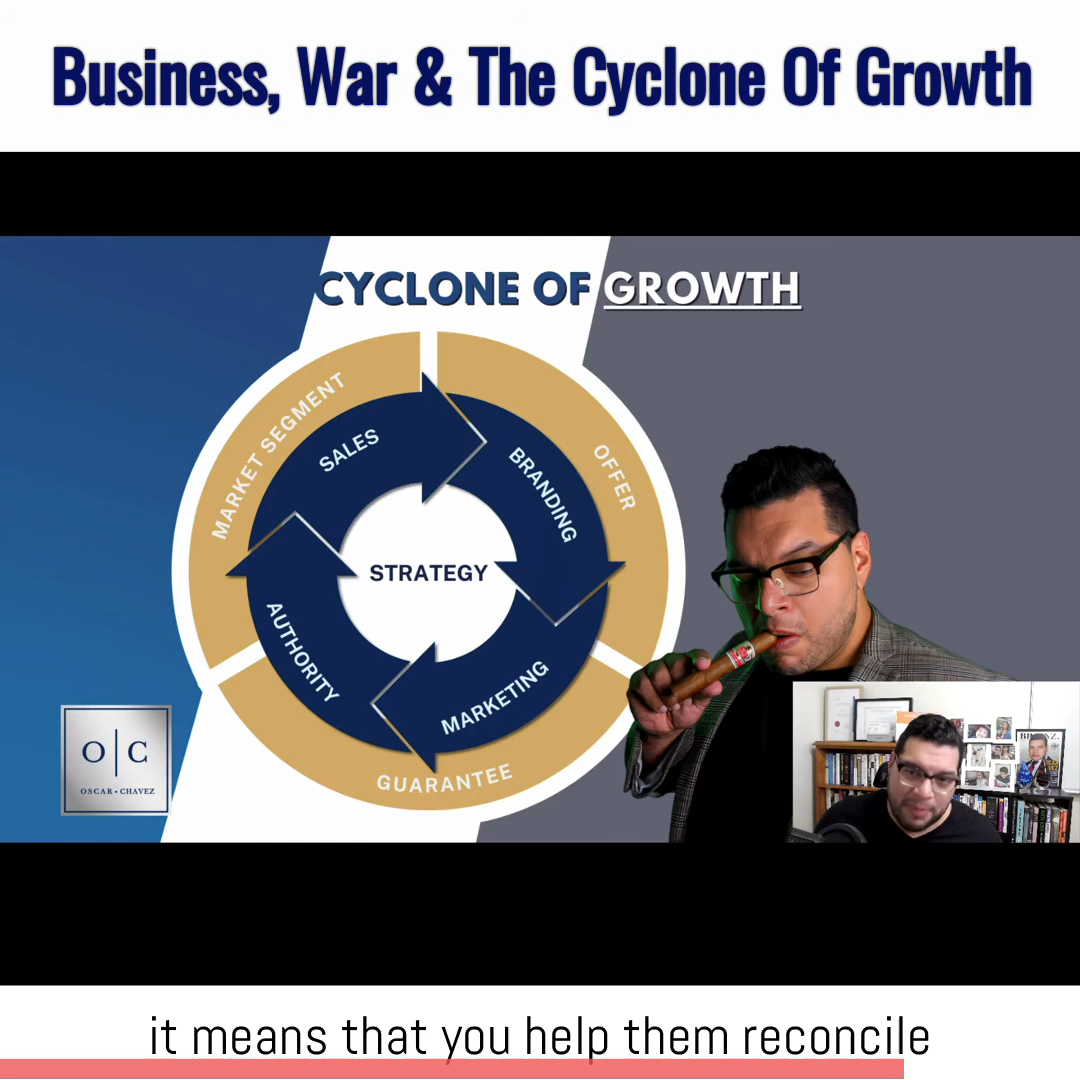 Business, War & The Cyclone Of Growth
CYCLONE OF GROWTH
MARKET SEGMENT
SALES
BRANDING
OFFER
STRATEGY
AUTHORITY
MARKETING
GUARANTEE
O|C
OSCAR • CHAVEZ
it means that you help them reconcile